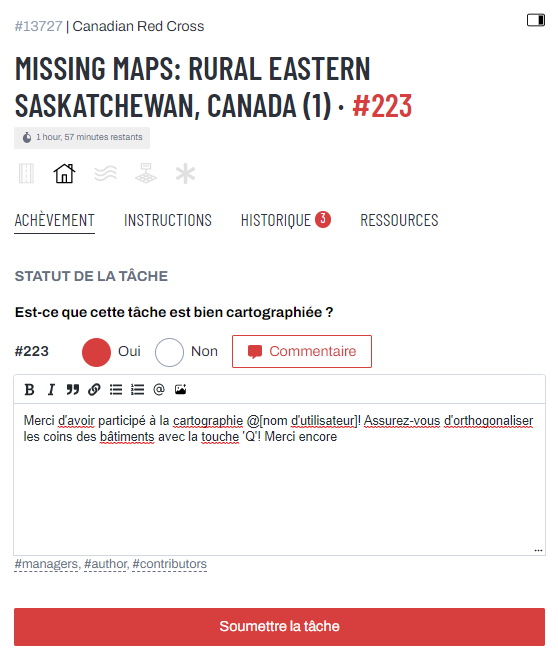 #13727 | Canadian Red Cross
MISSING MAPS: RURAL EASTERN
SASKATCHEWAN, CANADA (1) · #223
1 hour, 57 minutes restants
ACHÈVEMENT INSTRUCTIONS HISTORIQUE 3 RESSOURCES
STATUT DE LA TÂCHE
Est-ce que cette tâche est bien cartographiée ?
#223 Oui Non Commentaire
B I @
Merci d'avoir participé à la cartographie @[nom d'utilisateur]! Assurez-vous d'orthogonaliser
les coins des bâtiments avec la touche 'Q'! Merci encore
#managers, #author, #contributors
Soumettre la tâche